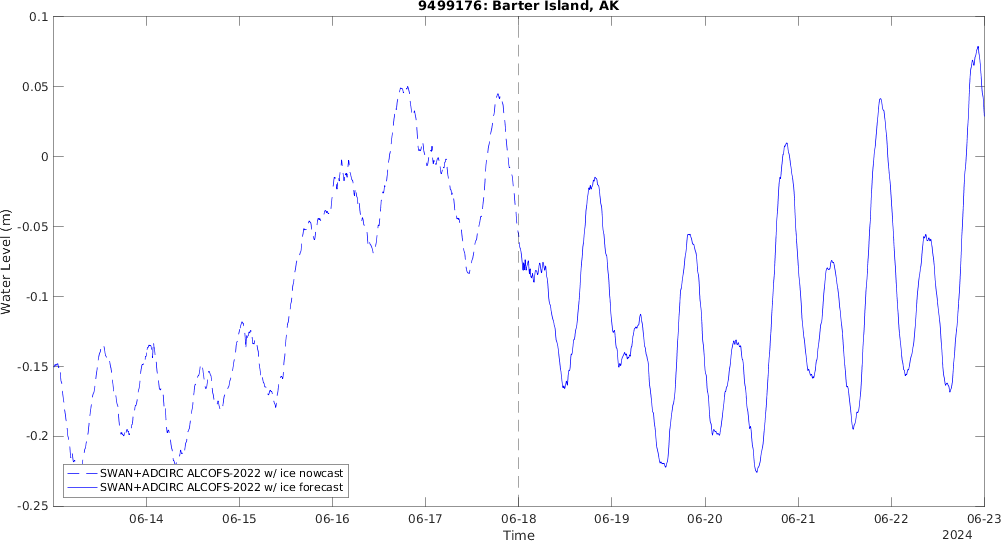 9499176: Barter Island, AK
0.1
0.05
0
-0.05
-0.1
-0.15
-0.2
-0.25
Water Level (m)
SWAN+ADCIRC ALCOFS-2022 w/ ice nowcast
SWAN+ADCIRC ALCOFS-2022 w/ ice forecast
06-14 06-15 06-16 06-17 06-18 06-19 06-20 06-21 06-22 06-23
Time
2024